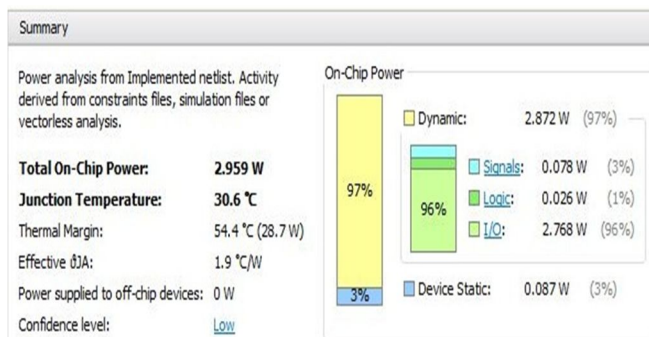 Summary
Power analysis from Implemented netlist. Activity
derived from constraints files, simulation files or
vectorless analysis.
Total On-Chip Power: 2.959 W
Junction Temperature: 30.6 °C
Thermal Margin: 54.4 °C (28.7 W)
Effective ϑJA: 1.9 °C/W
Power supplied to off-chip devices: 0 W
Confidence level: Low
On-Chip Power
97%
3%
Dynamic: 2.872 W (97%)
96%
Signals: 0.078 W (3%)
Logic: 0.026 W (1%)
I/O: 2.768 W (96%)
Device Static: 0.087 W (3%)